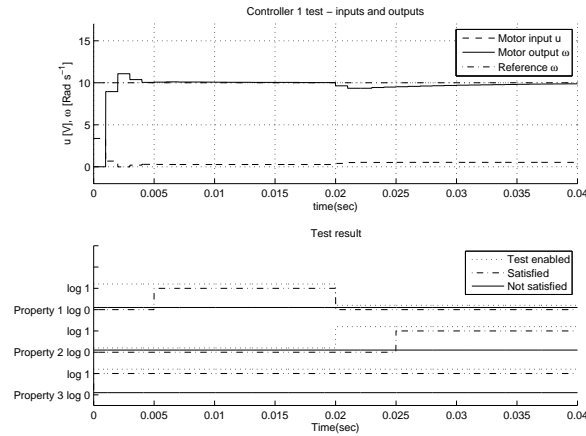 Controller 1 test – inputs and outputs
Motor input u
Motor output ω
Reference ω
u [V], ω [Rad s⁻¹]
15
10
5
0
0 0.005 0.01 0.015 0.02 0.025 0.03 0.035 0.04
time(sec)
Test result
Test enabled
Satisfied
Not satisfied
log 1
Property 1 log 0
log 1
Property 2 log 0
log 1
Property 3 log 0
0 0.005 0.01 0.015 0.02 0.025 0.03 0.035 0.04
Time(sec)